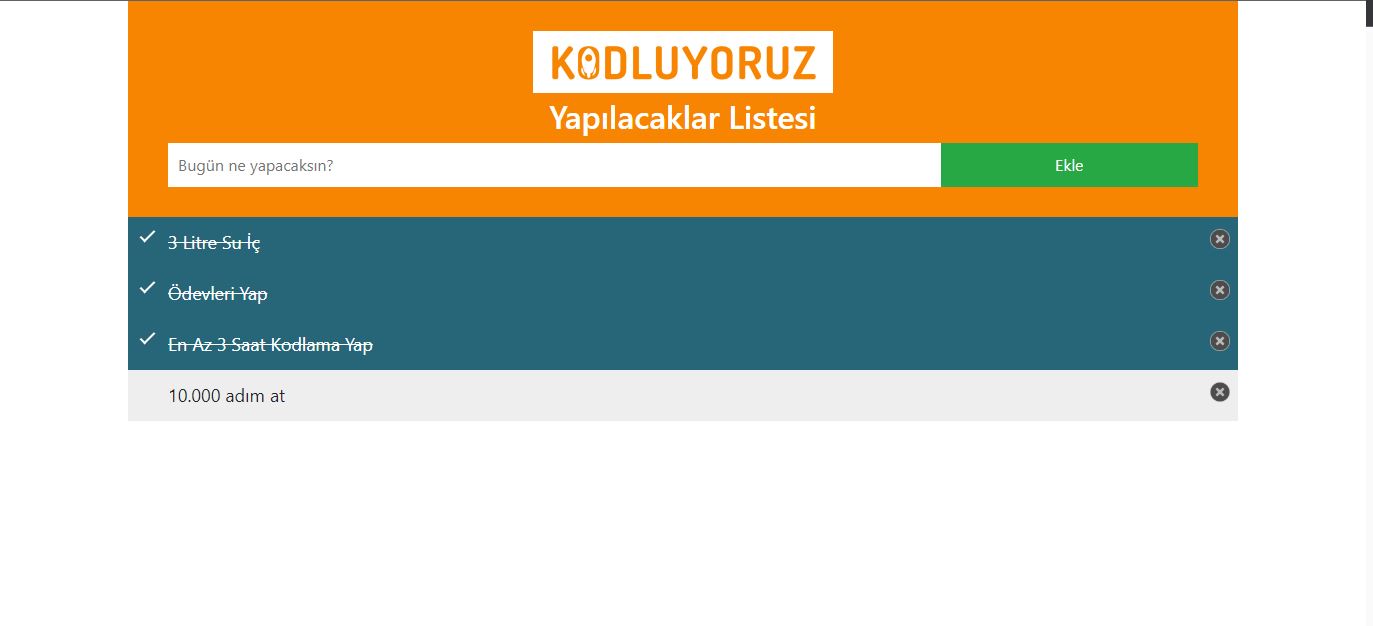 KODLUYORUZ
Yapılacaklar Listesi
Bugün ne yapacaksın?
Ekle
3 Litre Su İç
Ödevleri Yap
En Az 3 Saat Kodlama Yap
10.000 adım at